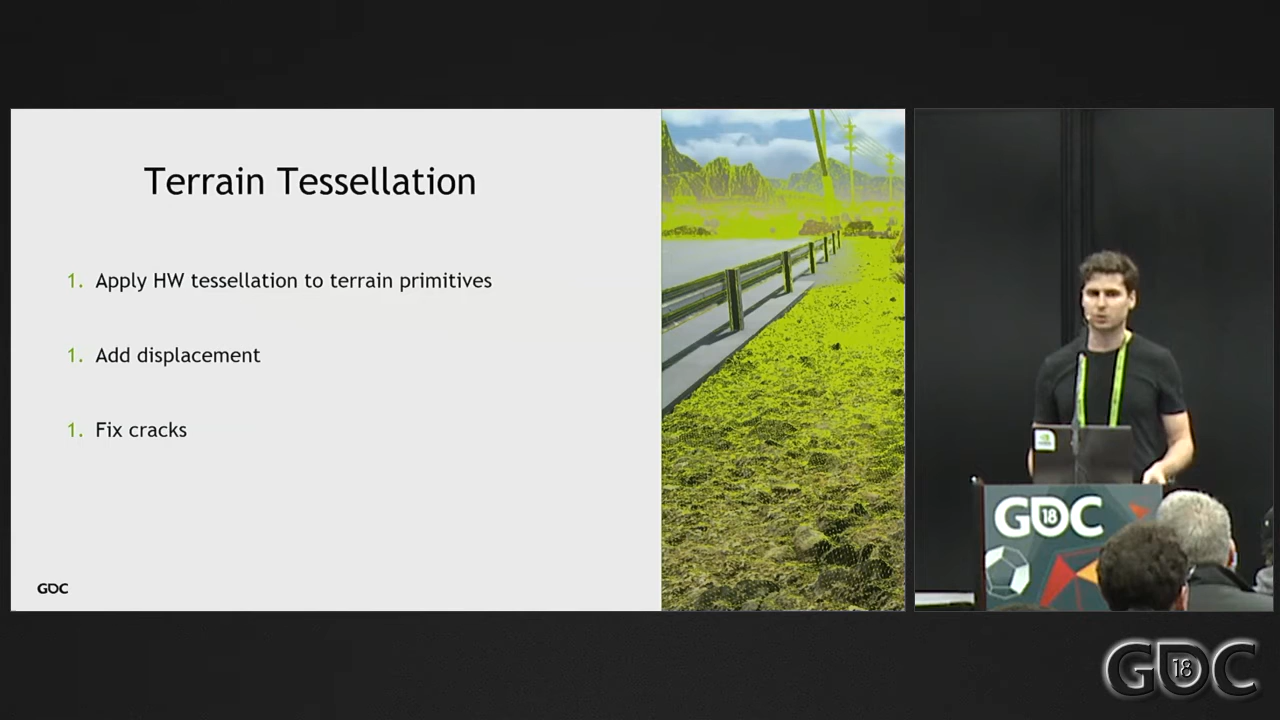 Terrain Tessellation
1. Apply HW tessellation to terrain primitives
1. Add displacement
1. Fix cracks
GDC
GDC
18
GDC
18